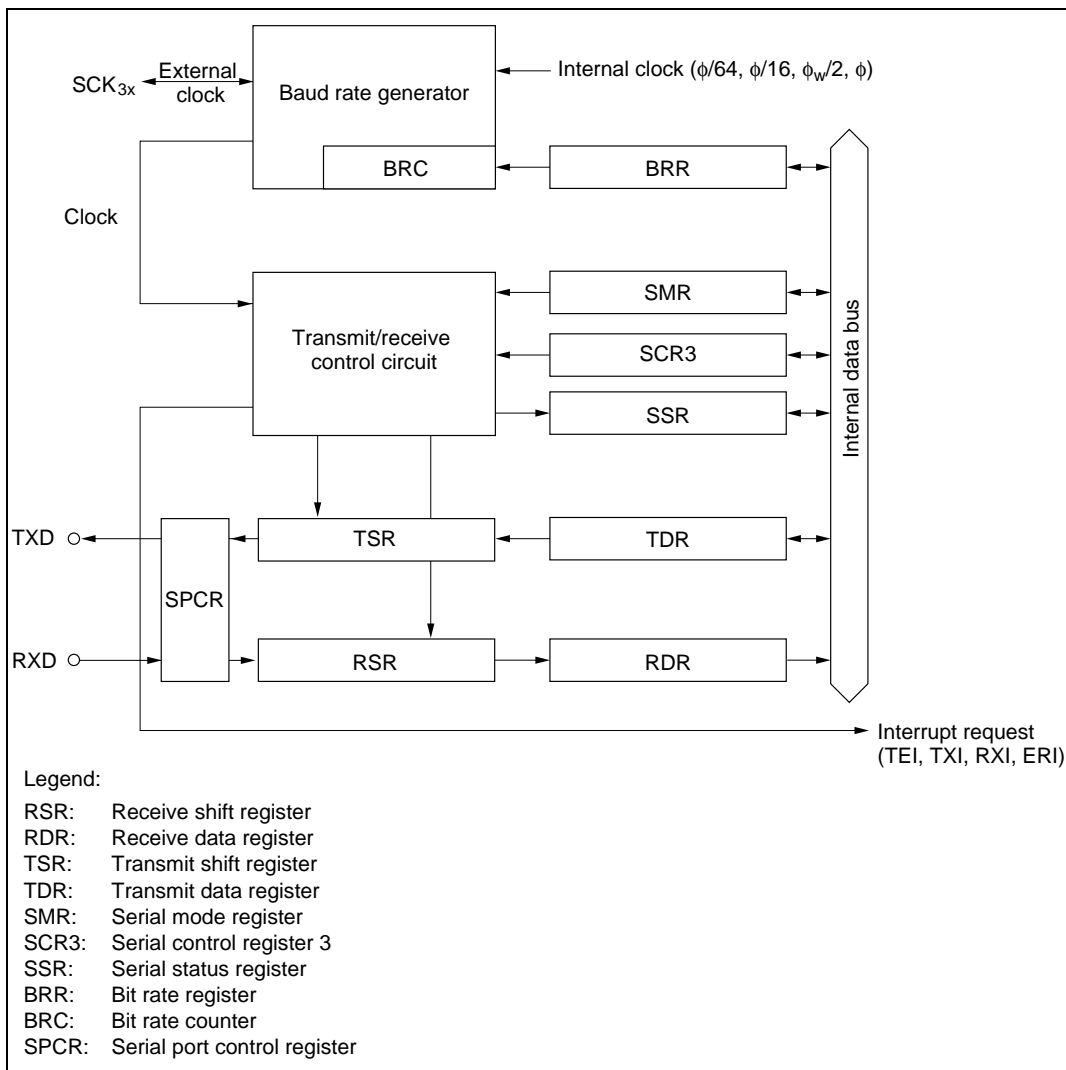 SCK3x
External
clock
Baud rate generator
Internal clock (ϕ/64, ϕ/16, ϕw/2, ϕ)
BRC
BRR
Clock
Internal data bus
Transmit/receive
control circuit
SMR
SCR3
SSR
TXD
SPCR
TSR
TDR
RXD
RSR
RDR
Interrupt request
(TEI, TXI, RXI, ERI)
Legend:
RSR: Receive shift register
RDR: Receive data register
TSR: Transmit shift register
TDR: Transmit data register
SMR: Serial mode register
SCR3: Serial control register 3
SSR: Serial status register
BRR: Bit rate register
BRC: Bit rate counter
SPCR: Serial port control register